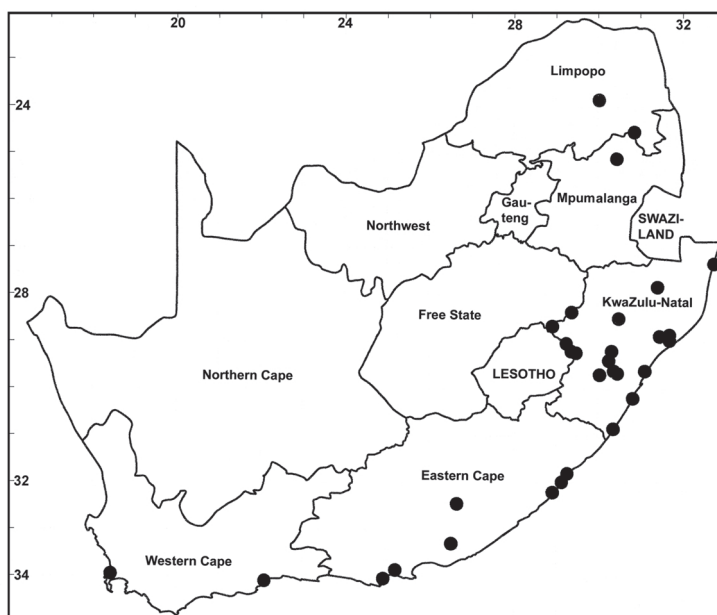 20 24 28 32
Limpopo
24
Gau-
teng
Mpumalanga
Northwest
SWAZI-
LAND
28
KwaZulu-Natal
Free State
LESOTHO
Northern Cape
32
Eastern Cape
Western Cape
34